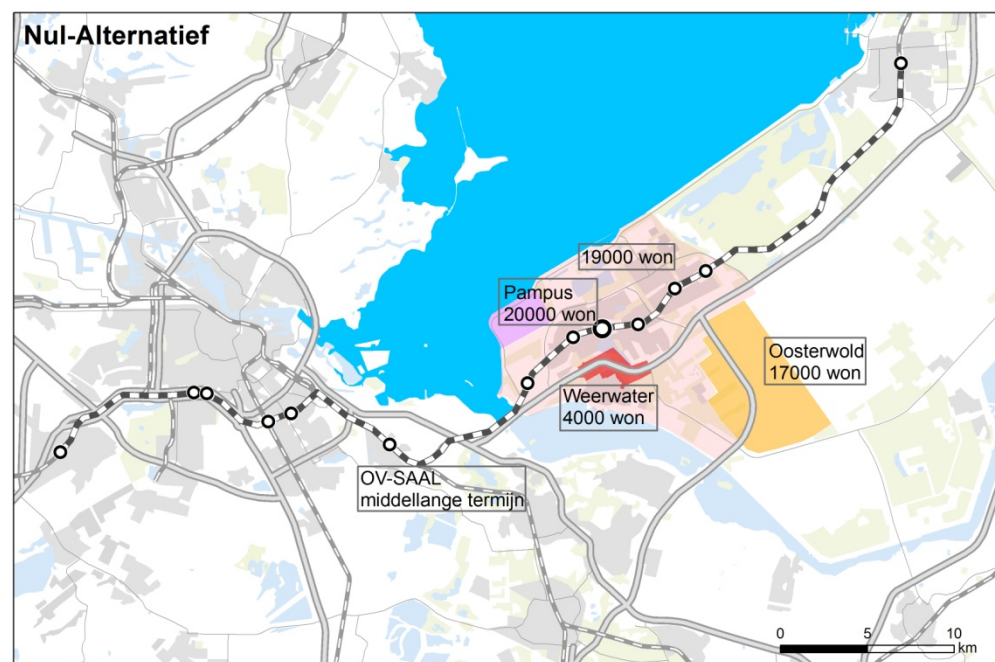 Nul-Alternatief
19000 won
Pampus
20000 won
Oosterwold
17000 won
Weerwater
4000 won
OV-SAAL
middellange termijn
0 5 10
km